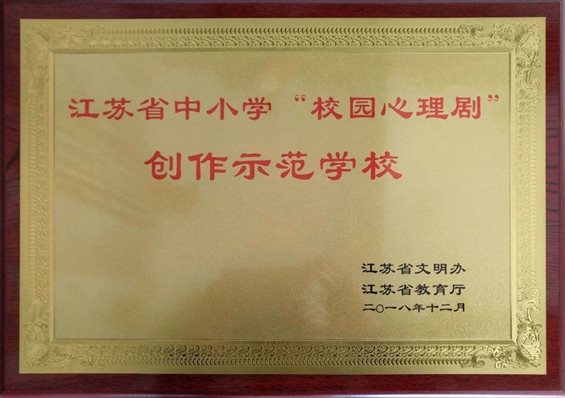 江苏省中小学“校园心理剧”
创作示范学校
江苏省文明办
江苏省教育厅
二〇一八年十二月